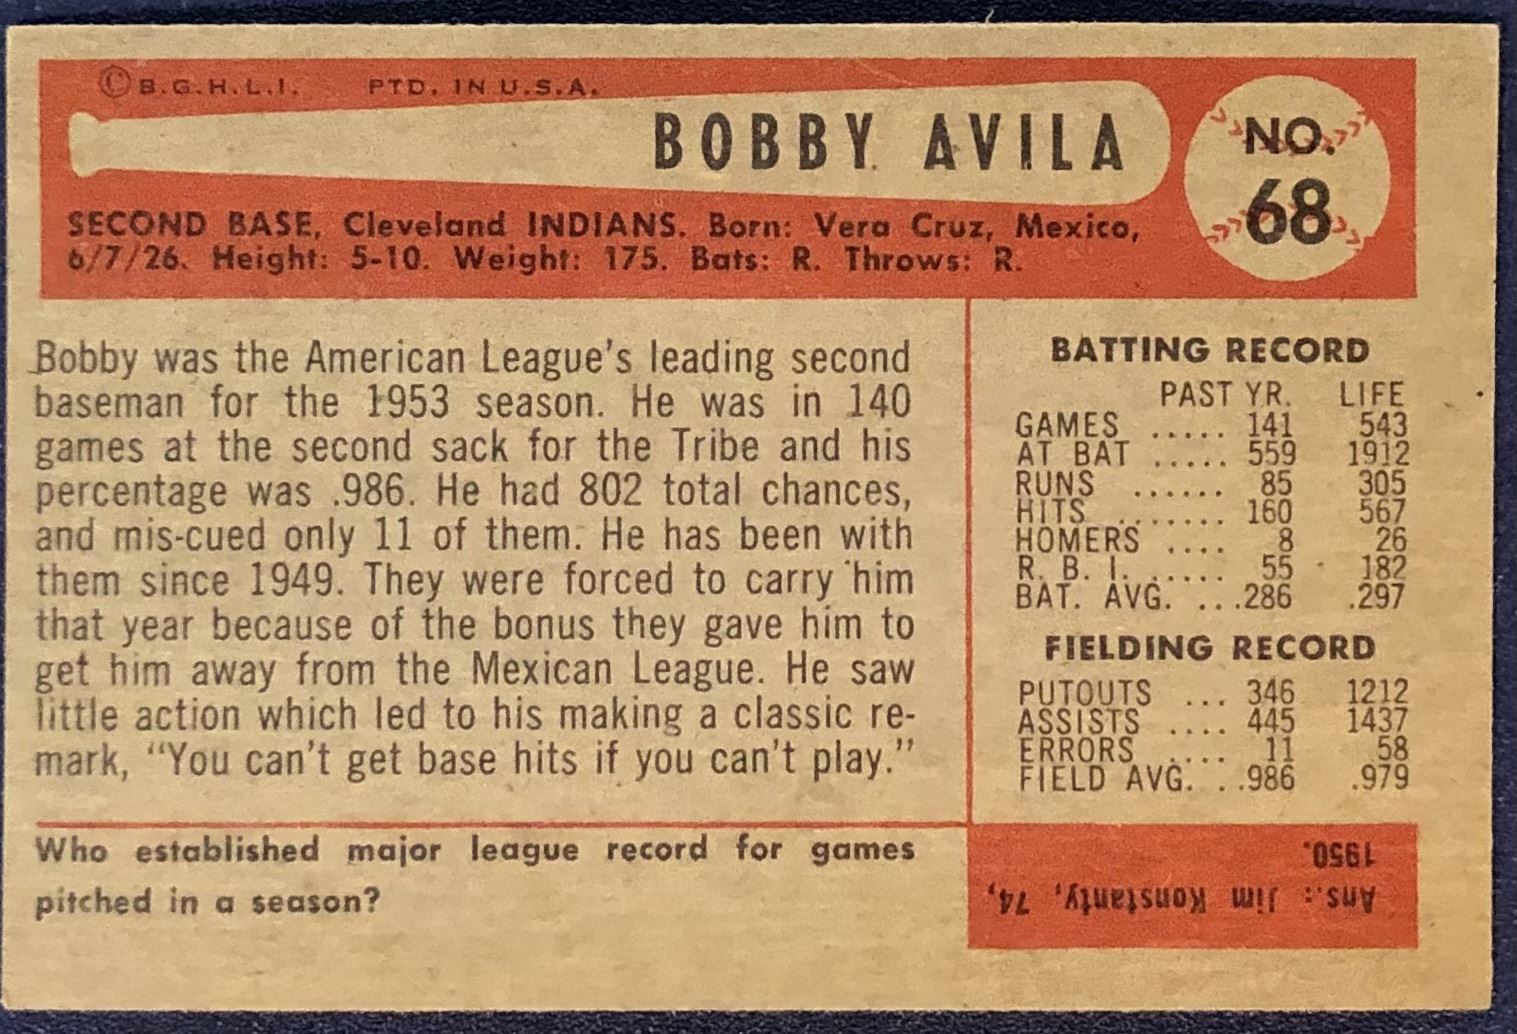 © B.G.H.L.I. PTD. IN U.S.A.
BOBBY AVILA
NO.
68
SECOND BASE, Cleveland INDIANS. Born: Vera Cruz, Mexico,
6/7/26. Height: 5-10. Weight: 175. Bats: R. Throws: R.
Bobby was the American League's leading second
baseman for the 1953 season. He was in 140
games at the second sack for the Tribe and his
percentage was .986. He had 802 total chances,
and mis-cued only 11 of them. He has been with
them since 1949. They were forced to carry him
that year because of the bonus they gave him to
get him away from the Mexican League. He saw
little action which led to his making a classic re-
mark, "You can't get base hits if you can't play."
BATTING RECORD
PAST YR. LIFE
GAMES ..... 141 543
AT BAT ..... 559 1912
RUNS ...... 85 305
HITS ........ 160 567
HOMERS .... 8 26
R. B. I. ...... 55 182
BAT. AVG. ...286 .297
FIELDING RECORD
PUTOUTS ... 346 1212
ASSISTS .... 445 1437
ERRORS .... 11 58
FIELD AVG. . .986 .979
Who established major league record for games
pitched in a season?
Ans.: Jim Konstanty, 74,
1950.